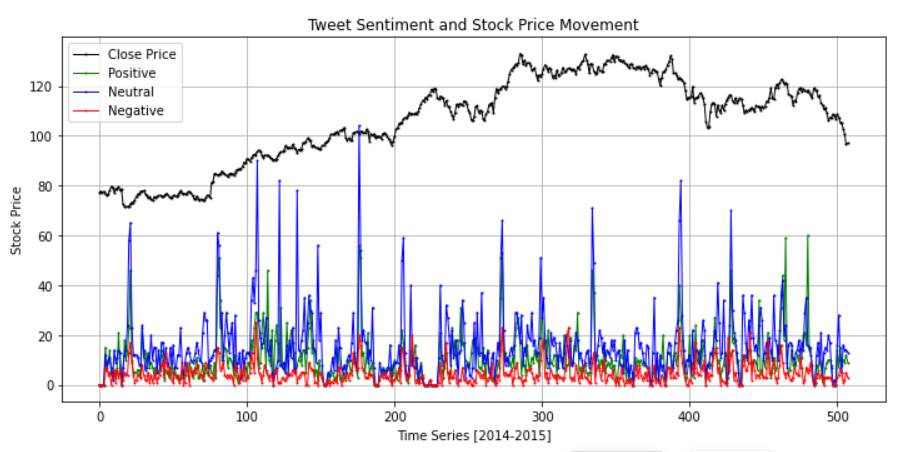 Tweet Sentiment and Stock Price Movement
Close Price
Positive
Neutral
Negative
120
100
80
60
40
20
0
Stock Price
0 100 200 300 400 500
Time Series [2014-2015]